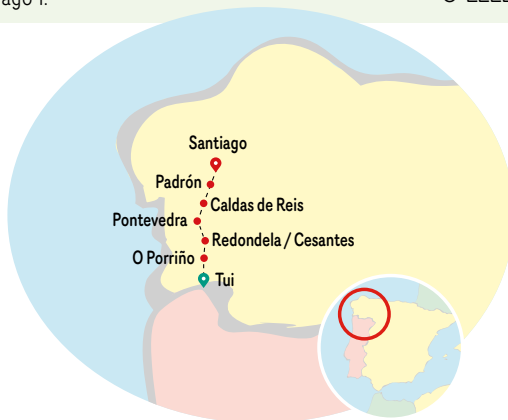 Santiago
Padrón
Caldas de Reis
Pontevedra
Redondela / Cesantes
O Porriño
Tui